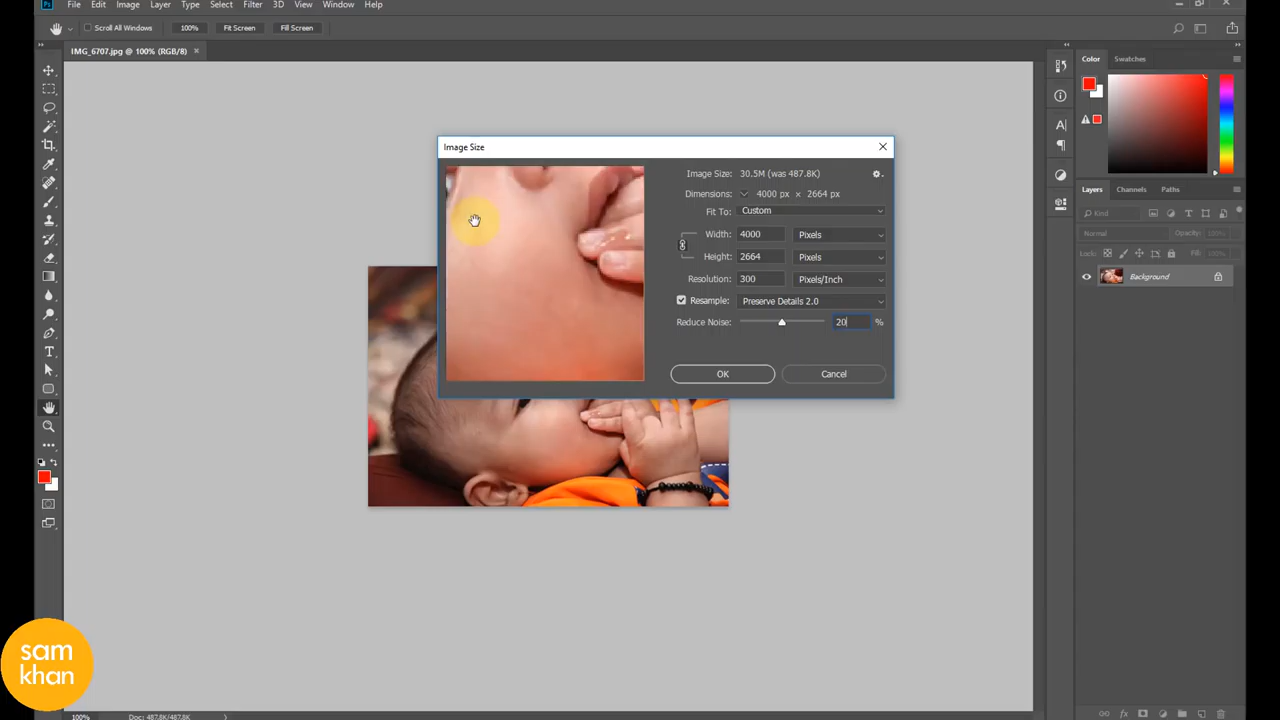 Ps File Edit Image Layer Type Select Filter 3D View Window Help
Scroll All Windows 100% Fit Screen Fill Screen
IMG_6707.jpg @ 100% (RGB/8) ×
Color Swatches
Image Size
Image Size: 30.5M (was 487.8K)
Dimensions: 4000 px × 2664 px
Fit To: Custom
Width: 4000 Pixels
Height: 2664 Pixels
Resolution: 300 Pixels/Inch
Resample: Preserve Details 2.0
Reduce Noise: 20 %
OK Cancel
Layers Channels Paths
Kind
Normal Opacity: 100%
Lock: Fill: 100%
Background
sam
khan
100% Doc: 487.8K/487.8K